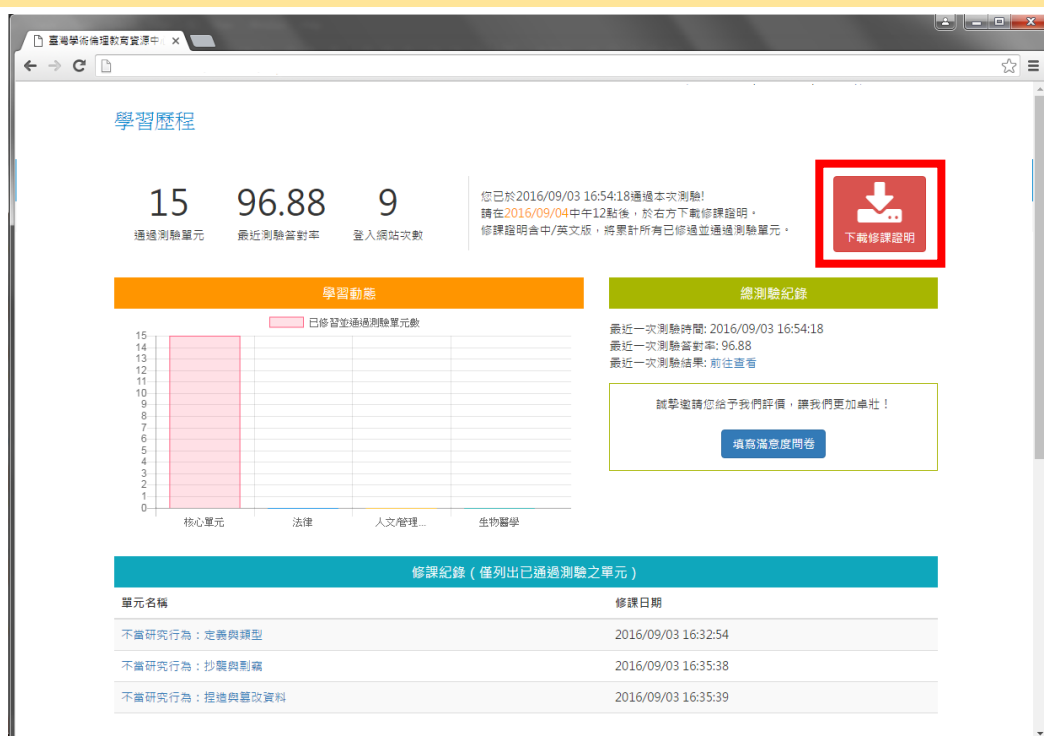 臺灣學術倫理教育資源中
學習歷程
15
通過測驗單元
96.88
最近測驗答對率
9
登入網站次數
您已於2016/09/03 16:54:18通過本次測驗!
請在2016/09/04中午12點後，於右方下載修課證明。
修課證明含中/英文版，將累計所有已修過並通過測驗單元。
下載修課證明
學習動態
已修習並通過測驗單元數
15
14
13
12
11
10
9
8
7
6
5
4
3
2
1
0
核心單元
法律
人文/管理...
生物醫學
總測驗紀錄
最近一次測驗時間: 2016/09/03 16:54:18
最近一次測驗答對率: 96.88
最近一次測驗結果: 前往查看
誠摯邀請您給予我們評價，讓我們更加卓壯！
填寫滿意度問卷
修課紀錄 ( 僅列出已通過測驗之單元 )
單元名稱 修課日期
不當研究行為：定義與類型 2016/09/03 16:32:54
不當研究行為：抄襲與剽竊 2016/09/03 16:35:38
不當研究行為：捏造與篡改資料 2016/09/03 16:35:39